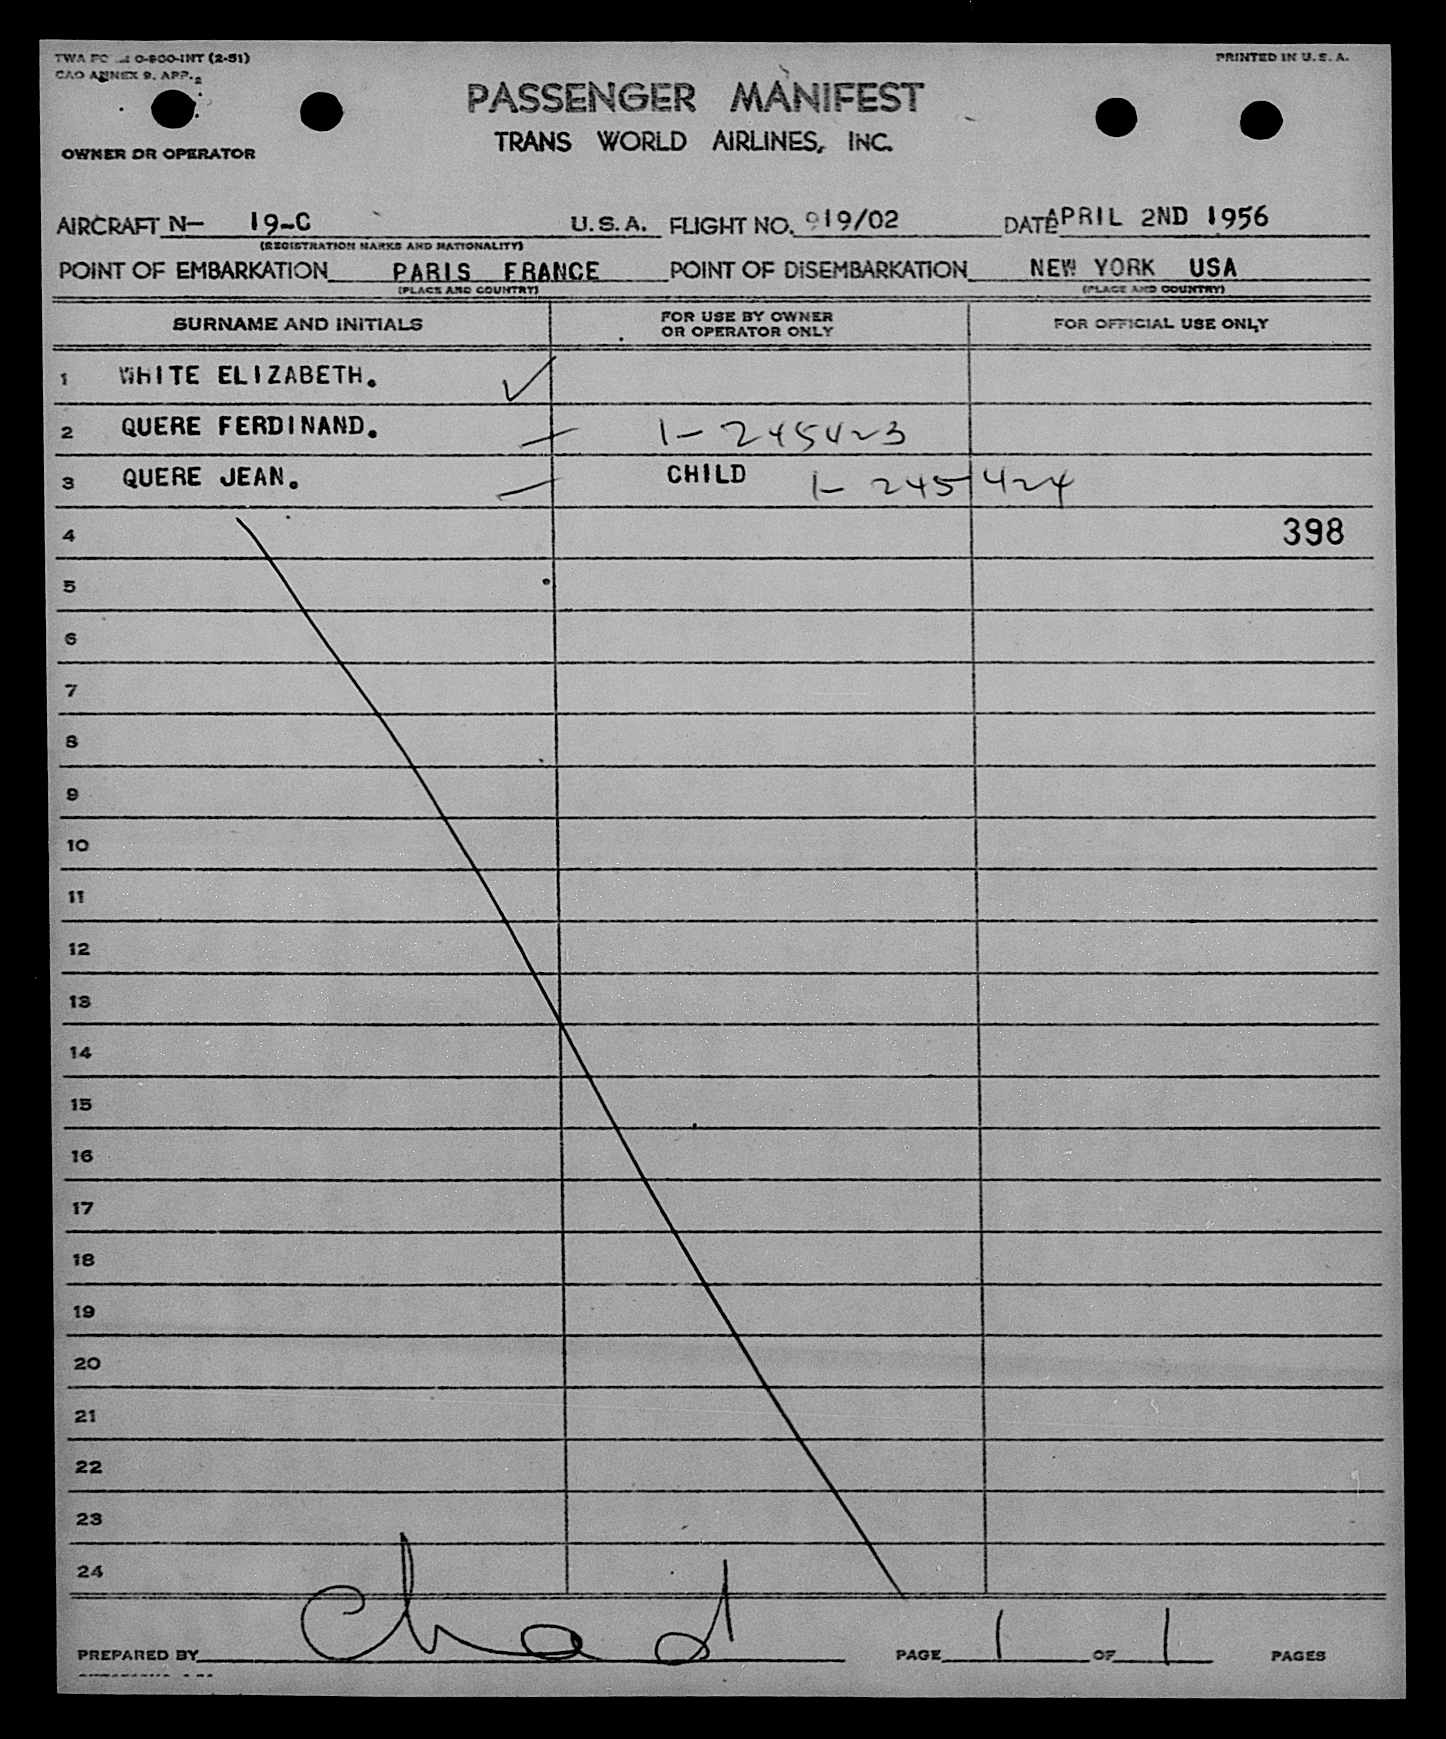 TWA FO 0-900-INT (2-51)
CAO ANNEX 9, APP. 2
PRINTED IN U. S. A.
PASSENGER MANIFEST
TRANS WORLD AIRLINES, INC.
OWNER OR OPERATOR
AIRCRAFT N- 19-C U. S. A. FLIGHT NO. 919/02 DATE APRIL 2ND 1956
(REGISTRATION MARKS AND NATIONALITY)
POINT OF EMBARKATION PARIS FRANCE POINT OF DISEMBARKATION NEW YORK USA
(PLACE AND COUNTRY) (PLACE AND COUNTRY)
SURNAME AND INITIALS FOR USE BY OWNER OR OPERATOR ONLY FOR OFFICIAL USE ONLY
1 WHITE ELIZABETH.
2 QUERE FERDINAND. 1-245423
3 QUERE JEAN. CHILD 1-245424
4 398
5
6
7
8
9
10
11
12
13
14
15
16
17
18
19
20
21
22
23
24
PREPARED BY PAGE 1 OF 1 PAGES